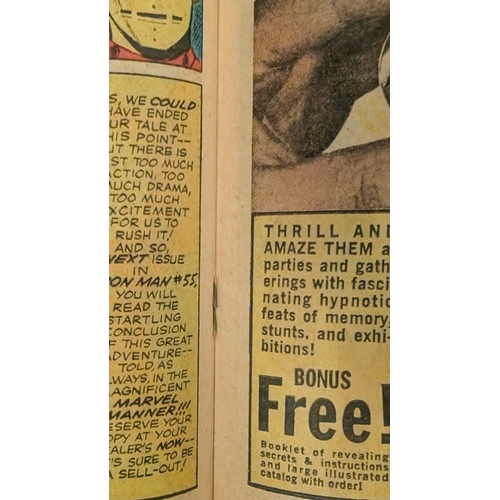 S, WE COULD
HAVE ENDED
UR TALE AT
HIS POINT--
UT THERE IS
ST TOO MUCH
CTION, TOO
UCH DRAMA,
TOO MUCH
XCITEMENT
FOR US TO
RUSH IT!
AND SO,
NEXT ISSUE
IN
ON MAN #55,
YOU WILL
READ THE
STARTLING
CONCLUSION
F THIS GREAT
ADVENTURE--
TOLD, AS
LWAYS, IN THE
AGNIFICENT
MARVEL
MANNER!!!
ESERVE YOUR
OPY AT YOUR
EALER'S NOW--
'S SURE TO BE
A SELL-OUT!
THRILL AND
AMAZE THEM a
parties and gath-
erings with fasci-
nating hypnotic
feats of memory,
stunts, and exhi-
bitions!
BONUS
Free!
Booklet of revealing
secrets & instructions
and large illustrated
catalog with order!